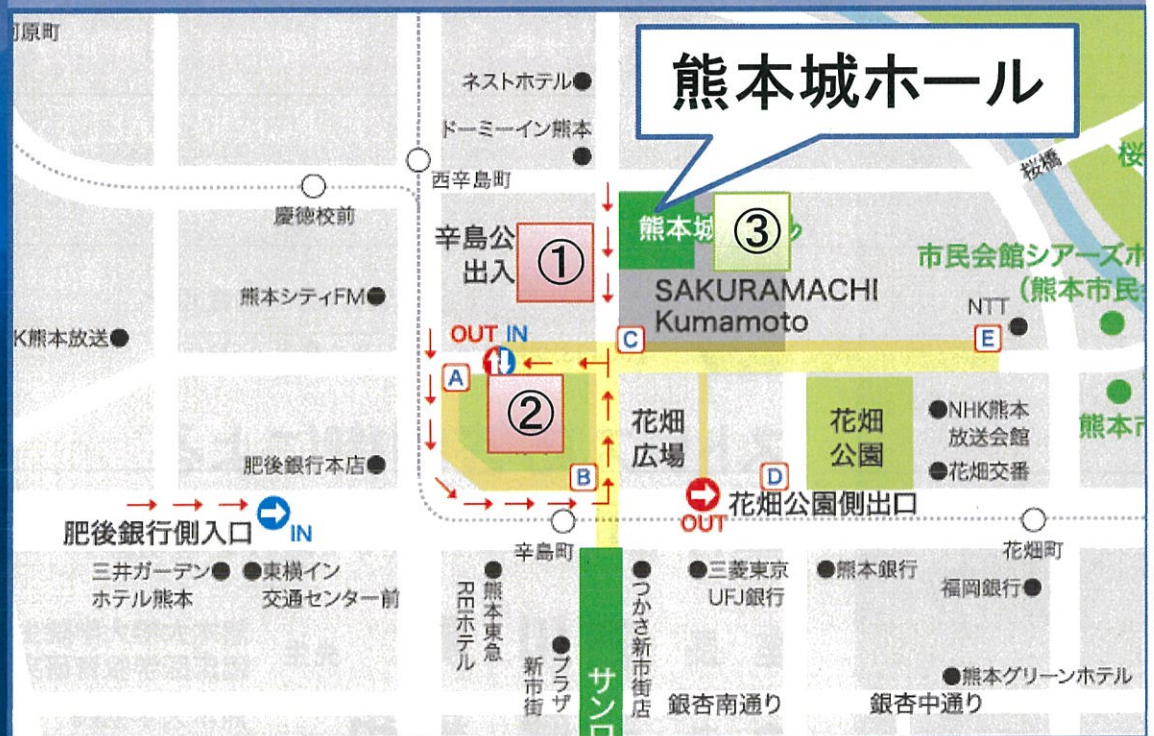 原町
ネストホテル
熊本城ホール
ドーミーイン熊本
西辛島町
慶徳校前
桜橋
桜
辛島公
出入
①
熊本城
③
市民会館シアーズホ
(熊本市民
熊本シティFM
SAKURAMACHI
Kumamoto
NTT
K熊本放送
OUT IN
C
E
A
②
花畑
広場
花畑
公園
NHK熊本
放送会館
熊本市
肥後銀行本店
B
D
花畑交番
肥後銀行側入口
IN
OUT
花畑公園側出口
辛島町
花畑町
三井ガーデン
ホテル熊本
東横イン
交通センター前
熊本東急
REIホテル
プラザ
新市街
サンロ
つかさ新市街店
三菱東京
UFJ銀行
熊本銀行
福岡銀行
熊本グリーンホテル
銀杏南通り
銀杏中通り